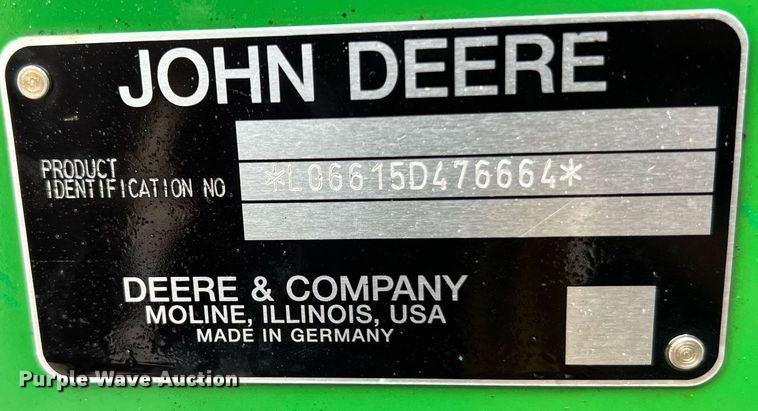 JOHN DEERE
PRODUCT
IDENTIFICATION NO
*L06615D476664*
DEERE & COMPANY
MOLINE, ILLINOIS, USA
MADE IN GERMANY
Purple Wave Auction